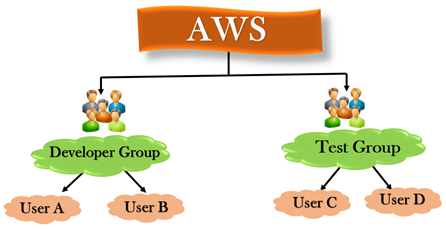 AWS
Developer Group
Test Group
User A
User B
User C
User D